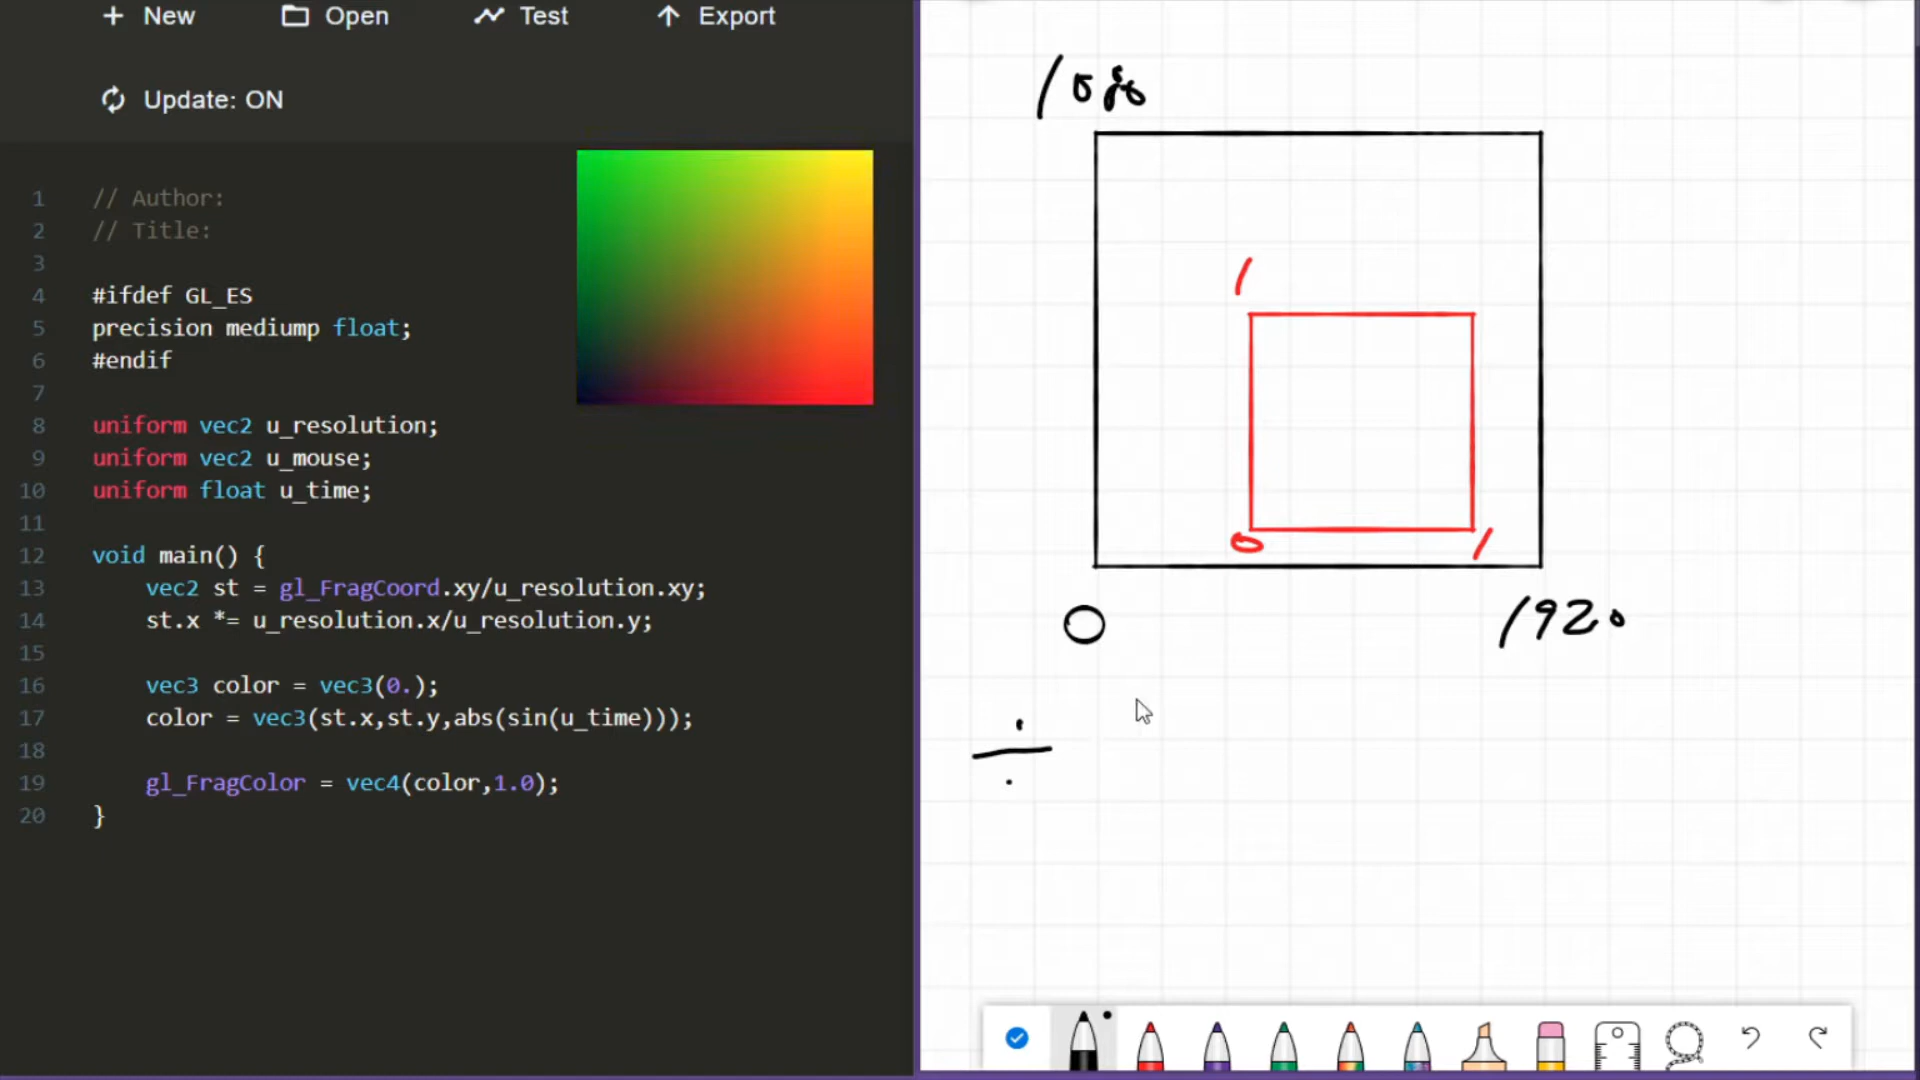 New Open Test Export
Update: ON
1 // Author:
2 // Title:
3
4 #ifdef GL_ES
5 precision mediump float;
6 #endif
7
8 uniform vec2 u_resolution;
9 uniform vec2 u_mouse;
10 uniform float u_time;
11
12 void main() {
13 vec2 st = gl_FragCoord.xy/u_resolution.xy;
14 st.x *= u_resolution.x/u_resolution.y;
15
16 vec3 color = vec3(0.);
17 color = vec3(st.x,st.y,abs(sin(u_time)));
18
19 gl_FragColor = vec4(color,1.0);
20 }
1080
1
0 1
0 1920
÷